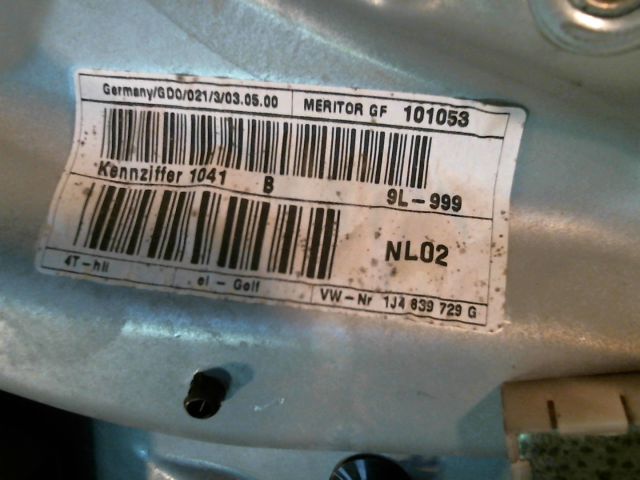 Germany/GDO/021/3/03.05.00 MERITOR GF 101053
Kennziffer 1041 B 9L-999
NL02
4T-hli el - Golf VW-Nr 1J4 839 729 G